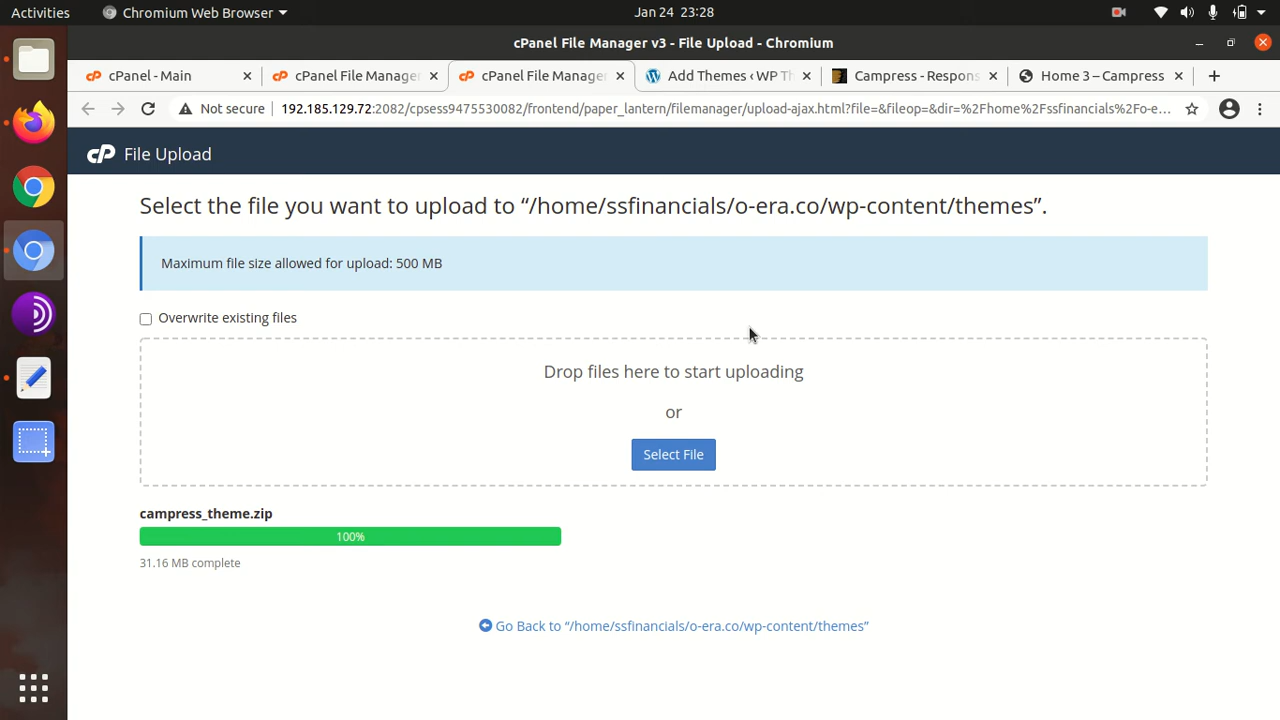 Activities
Chromium Web Browser
Jan 24 23:28
cPanel File Manager v3 - File Upload - Chromium
cPanel - Main
cPanel File Manage
cPanel File Manage
Add Themes ‹ WP Th
Campress - Respons
Home 3 – Campress
Not secure
192.185.129.72:2082/cpsess9475530082/frontend/paper_lantern/filemanager/upload-ajax.html?file=&fileop=&dir=%2Fhome%2Fssfinancials%2Fo-e...
cP File Upload
Select the file you want to upload to “/home/ssfinancials/o-era.co/wp-content/themes”.
Maximum file size allowed for upload: 500 MB
Overwrite existing files
Drop files here to start uploading
or
Select File
campress_theme.zip
100%
31.16 MB complete
Go Back to “/home/ssfinancials/o-era.co/wp-content/themes”